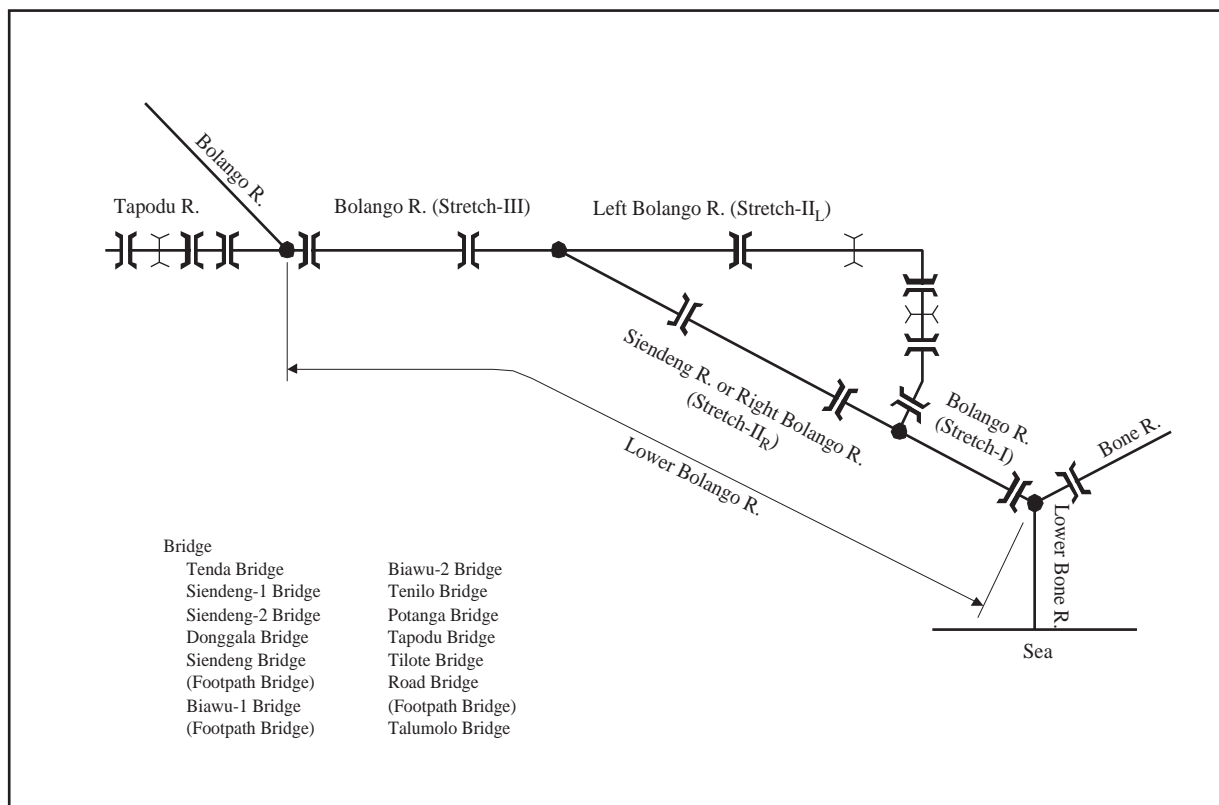 Bolango R.
Tapodu R.
Bolango R. (Stretch-III)
Left Bolango R. (Stretch-IIL)
Siendeng R. or Right Bolango R.
(Stretch-IIR)
Bolango R.
(Stretch-I)
Bone R.
Lower Bolango R.
Lower Bone R.
Sea
Bridge
Tenda Bridge
Siendeng-1 Bridge
Siendeng-2 Bridge
Donggala Bridge
Siendeng Bridge
(Footpath Bridge)
Biawu-1 Bridge
(Footpath Bridge)
Biawu-2 Bridge
Tenilo Bridge
Potanga Bridge
Tapodu Bridge
Tilote Bridge
Road Bridge
(Footpath Bridge)
Talumolo Bridge